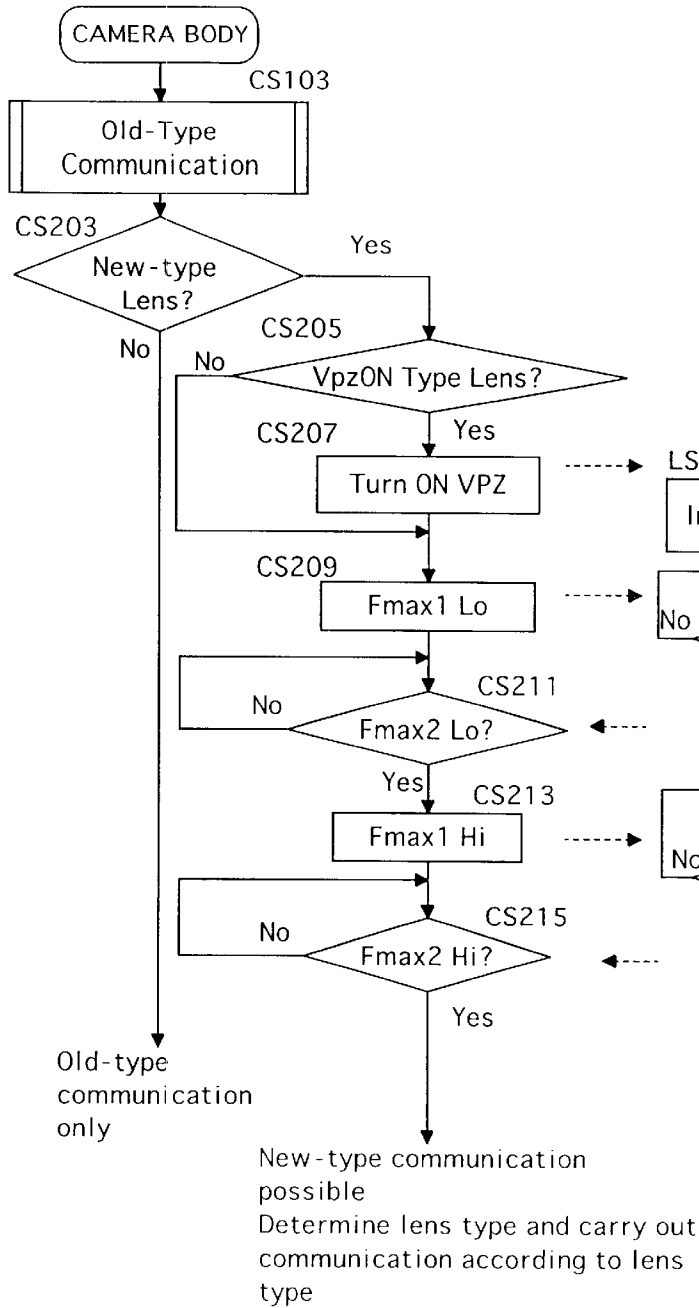 CAMERA BODY
CS103
Old-Type
Communication
CS203
New-type
Lens?
Yes
No
CS205
VpzON Type Lens?
No
Yes
CS207
Turn ON VPZ
LS
In
CS209
Fmax1 Lo
No
CS211
Fmax2 Lo?
No
Yes
CS213
Fmax1 Hi
No
CS215
Fmax2 Hi?
No
Yes
Old-type
communication
only
New-type communication
possible
Determine lens type and carry out
communication according to lens
type